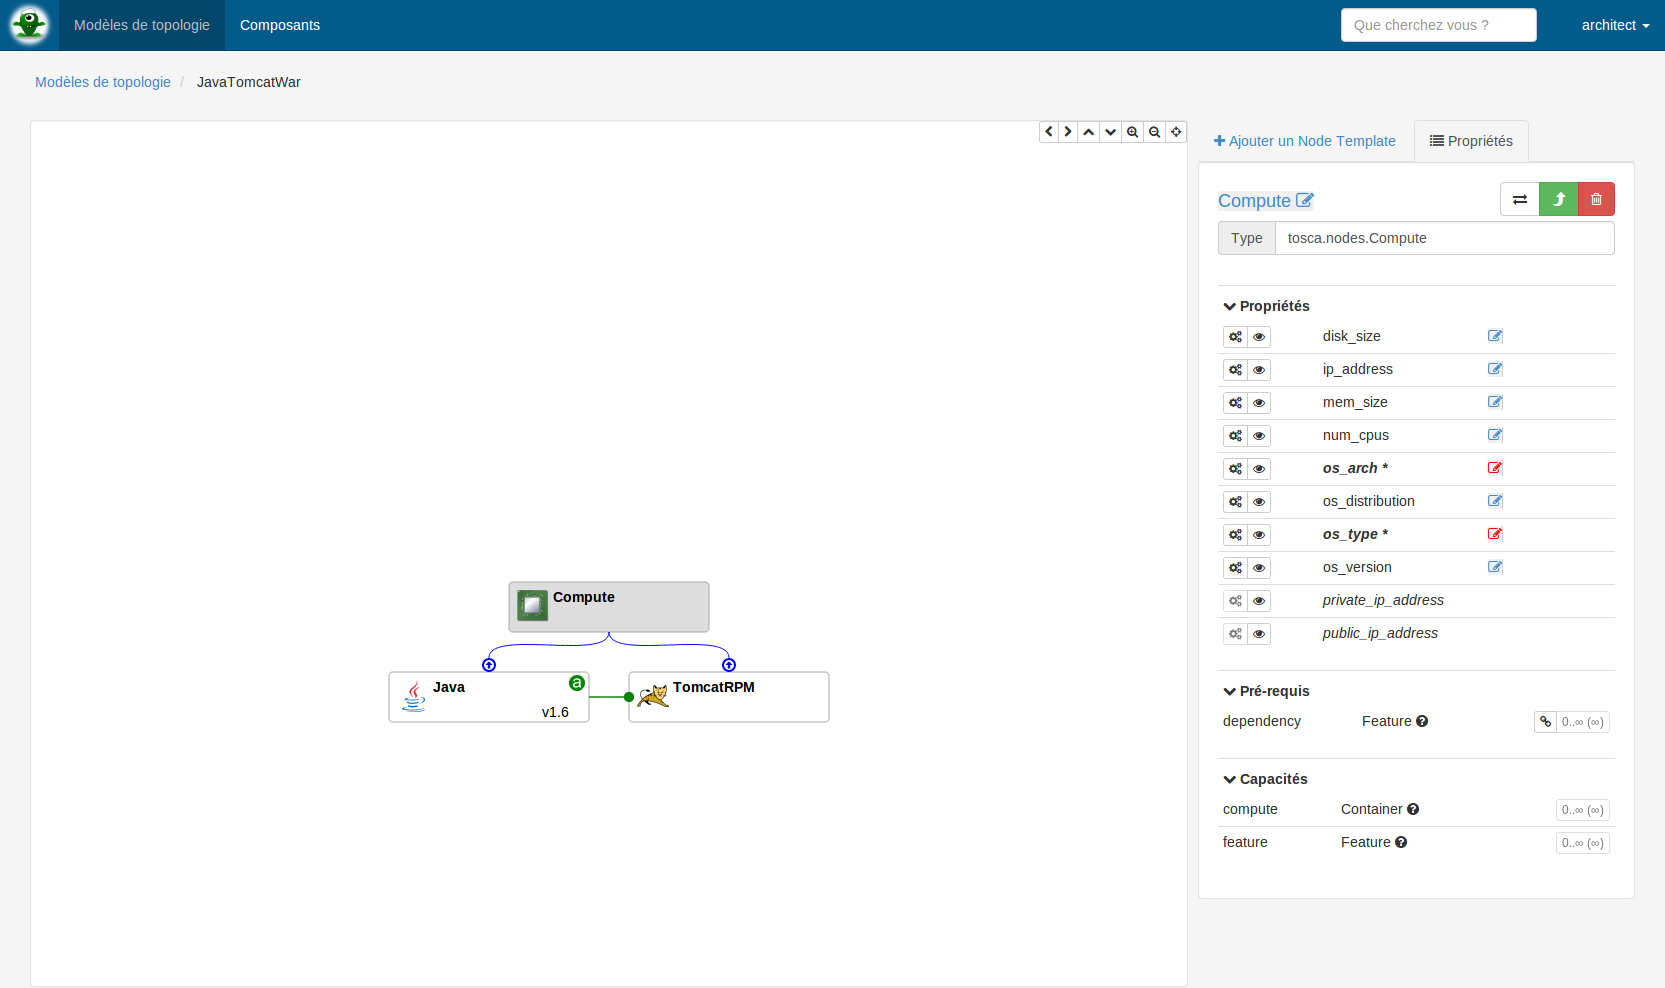 Modèles de topologie Composants Que cherchez vous ? architect
Modèles de topologie / JavaTomcatWar
Ajouter un Node Template Propriétés
Compute
Type tosca.nodes.Compute
Propriétés
disk_size
ip_address
mem_size
num_cpus
os_arch *
os_distribution
os_type *
os_version
private_ip_address
public_ip_address
Pré-requis
dependency Feature 0..∞ (∞)
Capacités
compute Container 0..∞ (∞)
feature Feature 0..∞ (∞)
Compute
Java a
v1.6
TomcatRPM